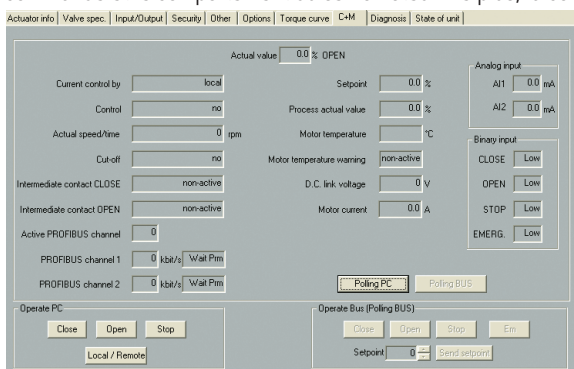 Actuator info Valve spec. Input/Output Security Other Options Torque curve C+M Diagnosis State of unit
Actual value 0.0 % OPEN
Analog input
Current control by local Setpoint 0.0 % AI1 0.0 mA
Control no Process actual value 0.0 % AI2 0.0 mA
Actual speed/time 0 rpm Motor temperature °C
Binary input
Cut-off no Motor temperature warning non-active CLOSE Low
Intermediate contact CLOSE non-active D.C. link voltage 0 V OPEN Low
Intermediate contact OPEN non-active Motor current 0.0 A STOP Low
Active PROFIBUS channel 0 EMERG. Low
PROFIBUS channel 1 0 kbit/s Wait Prm
PROFIBUS channel 2 0 kbit/s Wait Prm Polling PC Polling BUS
Operate PC Operate Bus (Polling BUS)
Close Open Stop Close Open Stop Em
Local / Remote Setpoint 0 Send setpoint